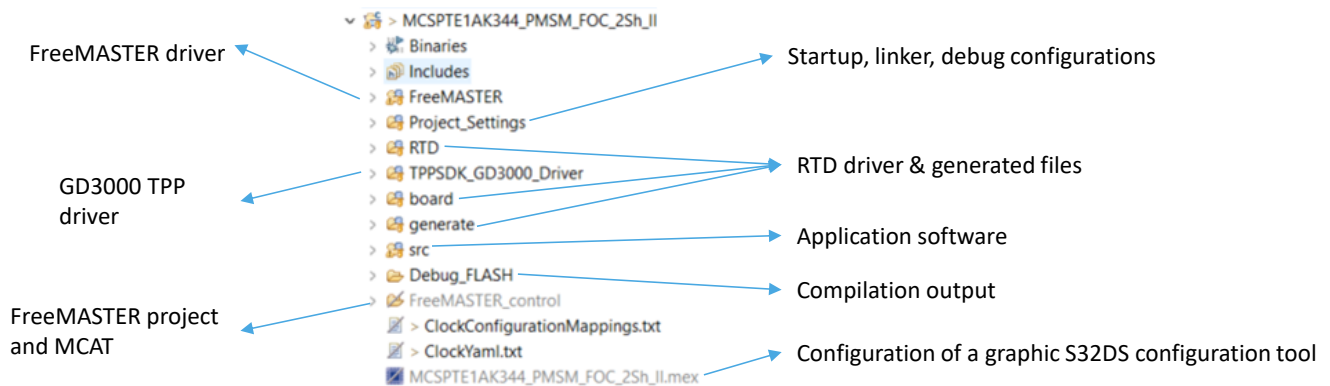 MCSPTE1AK344_PMSM_FOC_2Sh_II
Binaries
Includes
FreeMASTER
Project_Settings
RTD
TPPSDK_GD3000_Driver
board
generate
src
Debug_FLASH
FreeMASTER_control
ClockConfigurationMappings.txt
ClockYaml.txt
MCSPTE1AK344_PMSM_FOC_2Sh_II.mex
FreeMASTER driver
GD3000 TPP
driver
FreeMASTER project
and MCAT
Startup, linker, debug configurations
RTD driver & generated files
Application software
Compilation output
Configuration of a graphic S32DS configuration tool